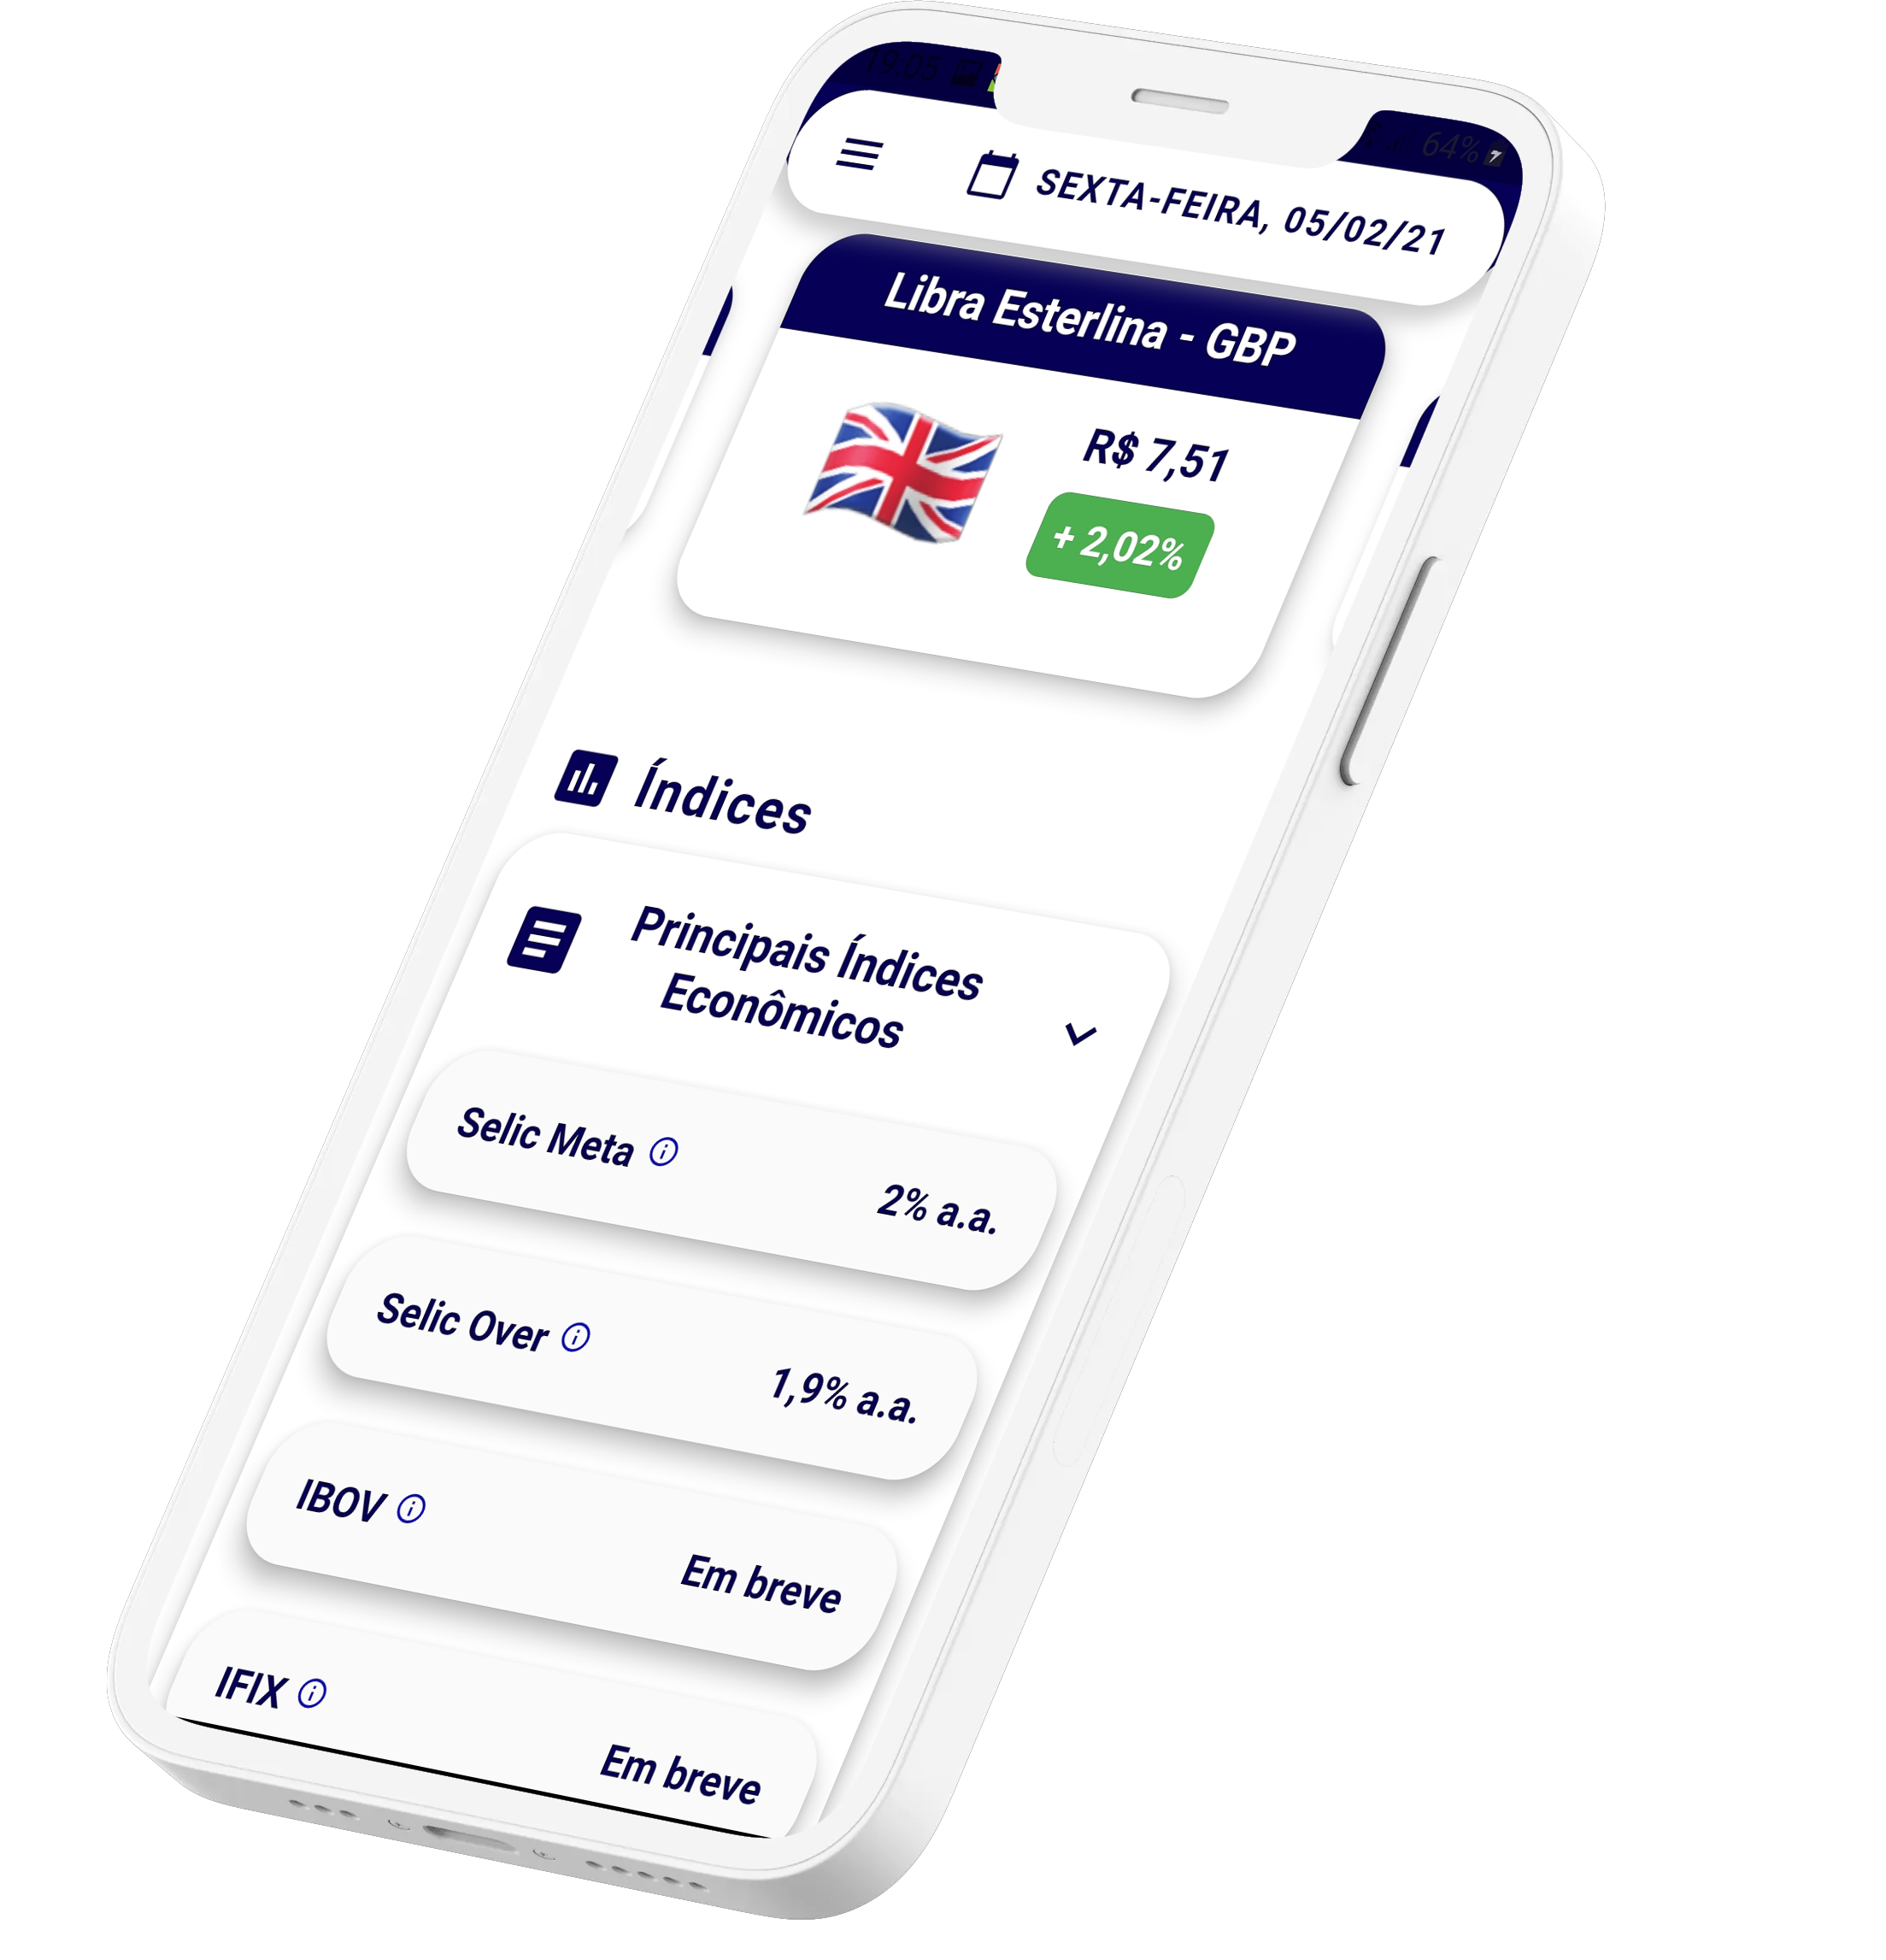 19:05
64%
SEXTA-FEIRA, 05/02/21
Libra Esterlina - GBP
R$ 7,51
+ 2,02%
Índices
Principais Índices
Econômicos
Selic Meta
2% a.a.
Selic Over
1,9% a.a.
IBOV
Em breve
IFIX
Em breve